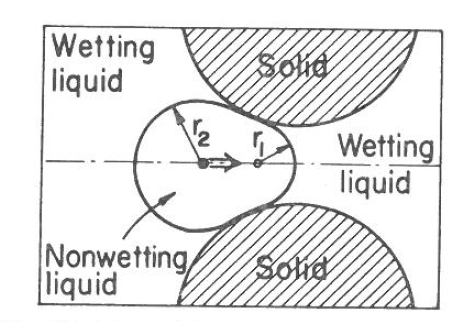 Wetting
liquid
Solid
r2
r1
Wetting
liquid
Nonwetting
liquid
Solid